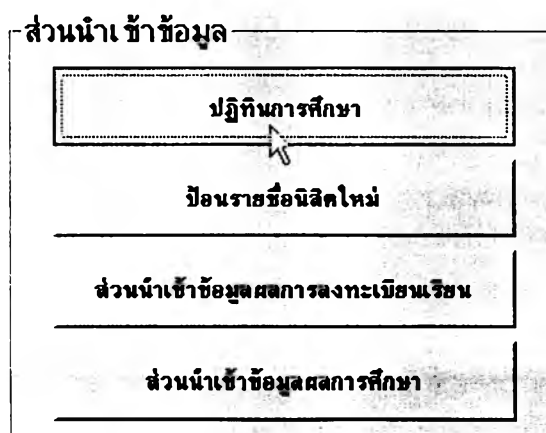 ส่วนนำเข้าข้อมูล
ปฏิทินการศึกษา
ป้อนรายชื่อนิสิตใหม่
ส่วนนำเข้าข้อมูลผลการลงทะเบียนเรียน
ส่วนนำเข้าข้อมูลผลการศึกษา